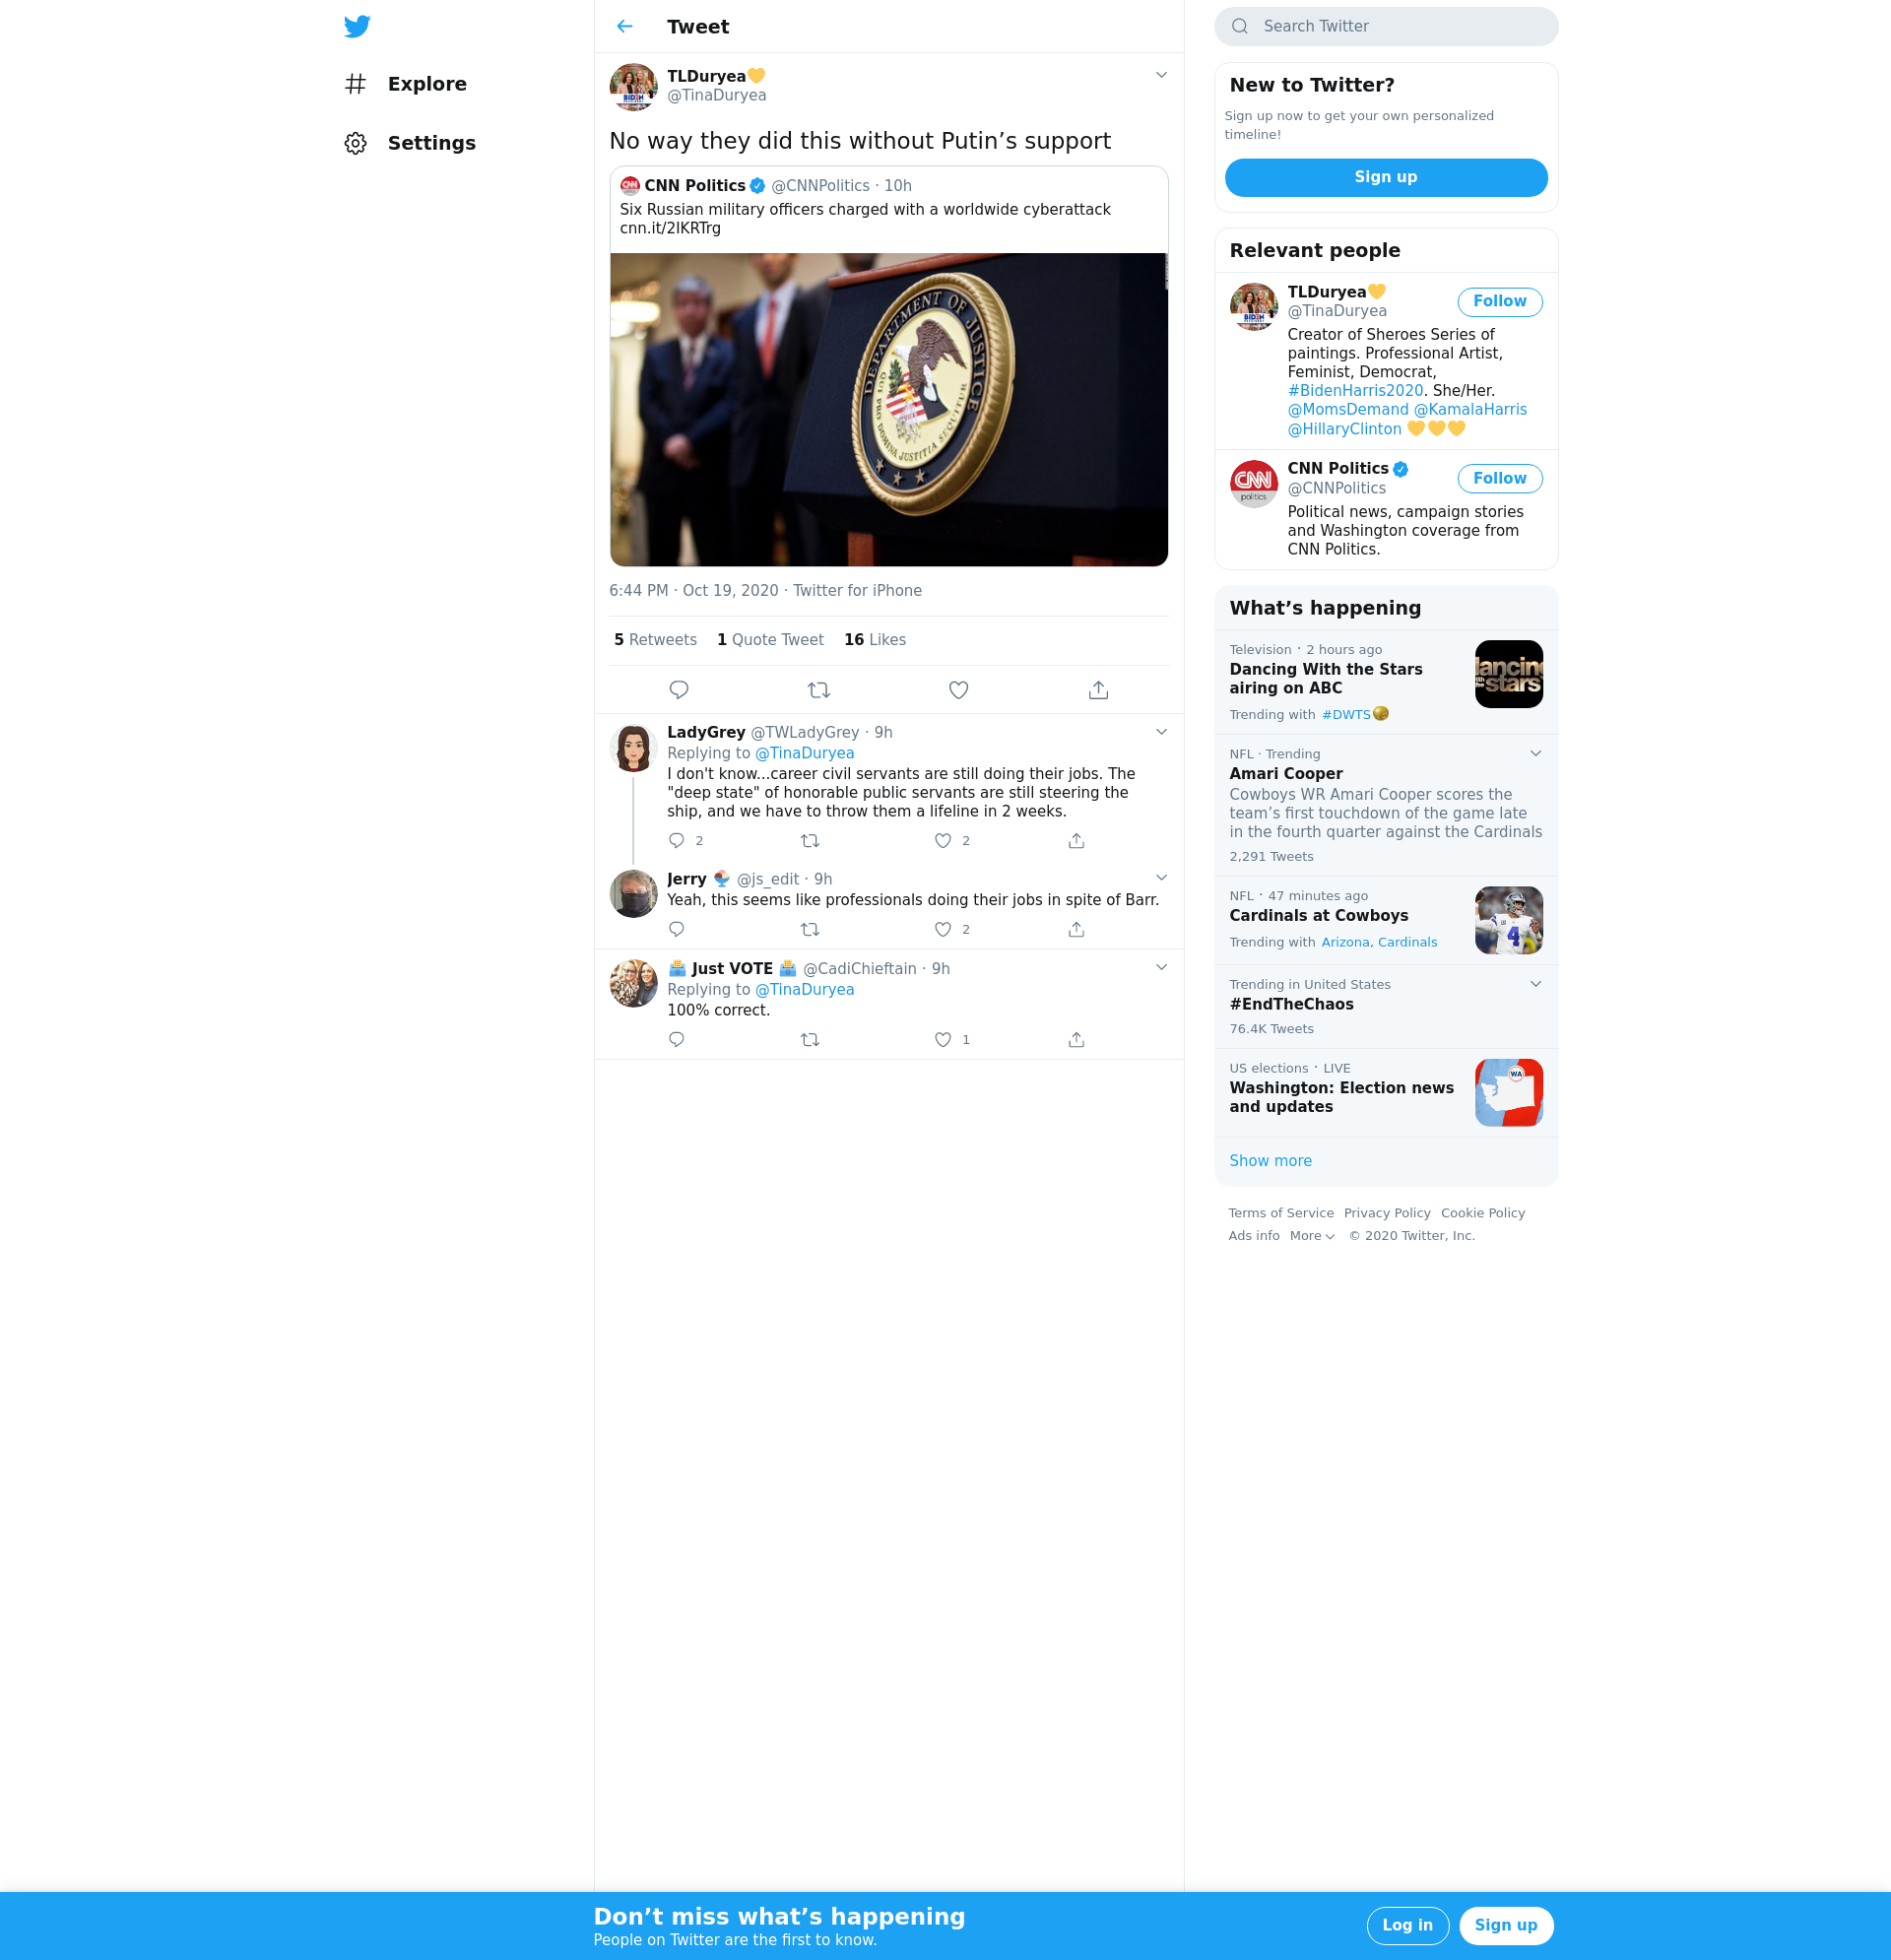 Tweet
Search Twitter
Explore
Settings
TLDuryea💛
@TinaDuryea
No way they did this without Putin’s support
CNN Politics @CNNPolitics · 10h
Six Russian military officers charged with a worldwide cyberattack
cnn.it/2IKRTrg
DEPARTMENT OF JUSTICE
QUI PRO DOMINA JUSTITIA SEQUITUR
6:44 PM · Oct 19, 2020 · Twitter for iPhone
5 Retweets 1 Quote Tweet 16 Likes
LadyGrey @TWLadyGrey · 9h
Replying to @TinaDuryea
I don't know...career civil servants are still doing their jobs. The
"deep state" of honorable public servants are still steering the
ship, and we have to throw them a lifeline in 2 weeks.
2 2
Jerry 🍨 @js_edit · 9h
Yeah, this seems like professionals doing their jobs in spite of Barr.
2
🗳️ Just VOTE 🗳️ @CadiChieftain · 9h
Replying to @TinaDuryea
100% correct.
1
New to Twitter?
Sign up now to get your own personalized
timeline!
Sign up
Relevant people
TLDuryea💛
@TinaDuryea
Follow
Creator of Sheroes Series of
paintings. Professional Artist,
Feminist, Democrat,
#BidenHarris2020. She/Her.
@MomsDemand @KamalaHarris
@HillaryClinton 💛💛💛
CNN politics
CNN Politics
@CNNPolitics
Follow
Political news, campaign stories
and Washington coverage from
CNN Politics.
What’s happening
Television · 2 hours ago
Dancing With the Stars
airing on ABC
Trending with #DWTS
NFL · Trending
Amari Cooper
Cowboys WR Amari Cooper scores the
team’s first touchdown of the game late
in the fourth quarter against the Cardinals
2,291 Tweets
NFL · 47 minutes ago
Cardinals at Cowboys
Trending with Arizona, Cardinals
4
Trending in United States
#EndTheChaos
76.4K Tweets
US elections · LIVE
Washington: Election news
and updates
WA
Show more
Terms of Service Privacy Policy Cookie Policy
Ads info More © 2020 Twitter, Inc.
Don’t miss what’s happening
People on Twitter are the first to know.
Log in
Sign up